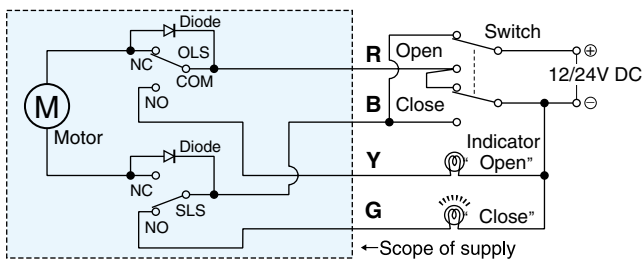 Diode
NC
OLS
COM
NO
M
Motor
Diode
NC
NO
SLS
R
B
Y
G
Open
Close
Switch
⊕
12/24V DC
⊖
Indicator
“Open”
“Close”
←Scope of supply